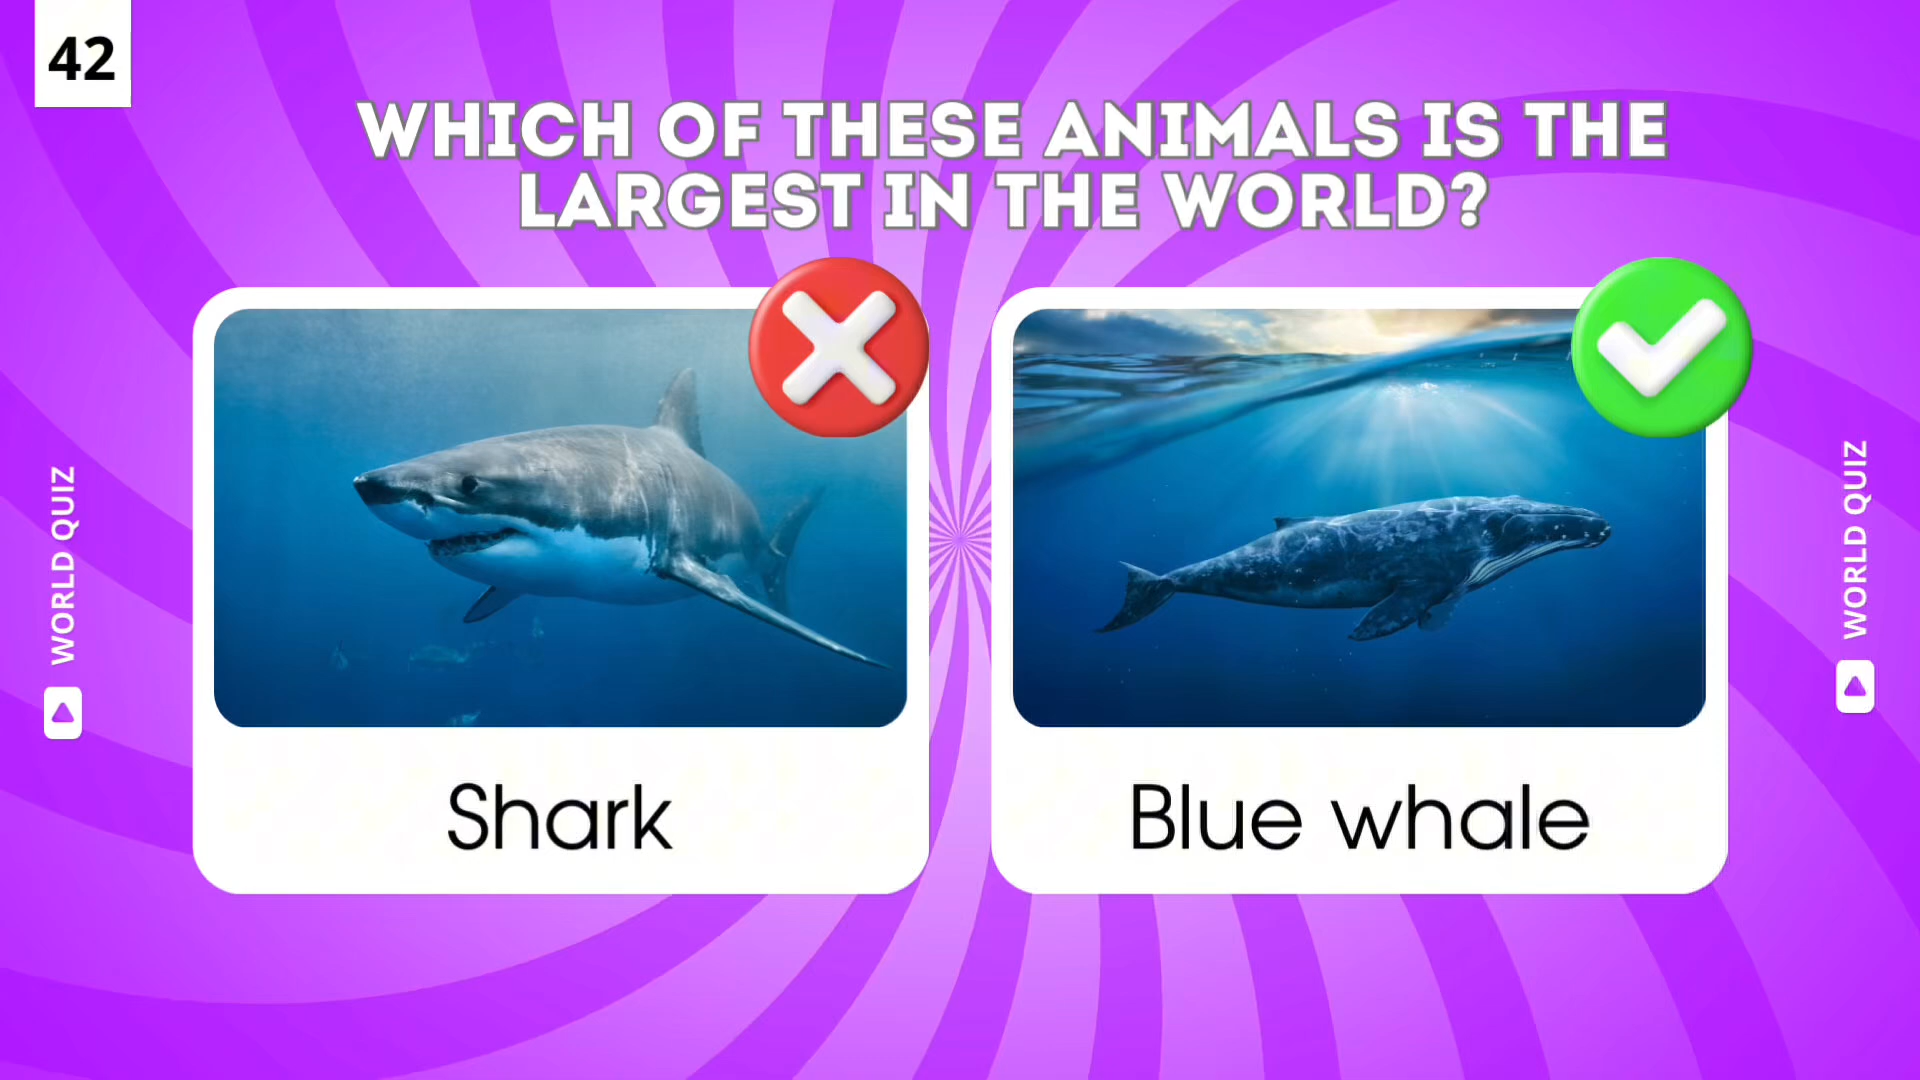 42
WHICH OF THESE ANIMALS IS THE
LARGEST IN THE WORLD?
WORLD QUIZ
WORLD QUIZ
Shark
Blue whale